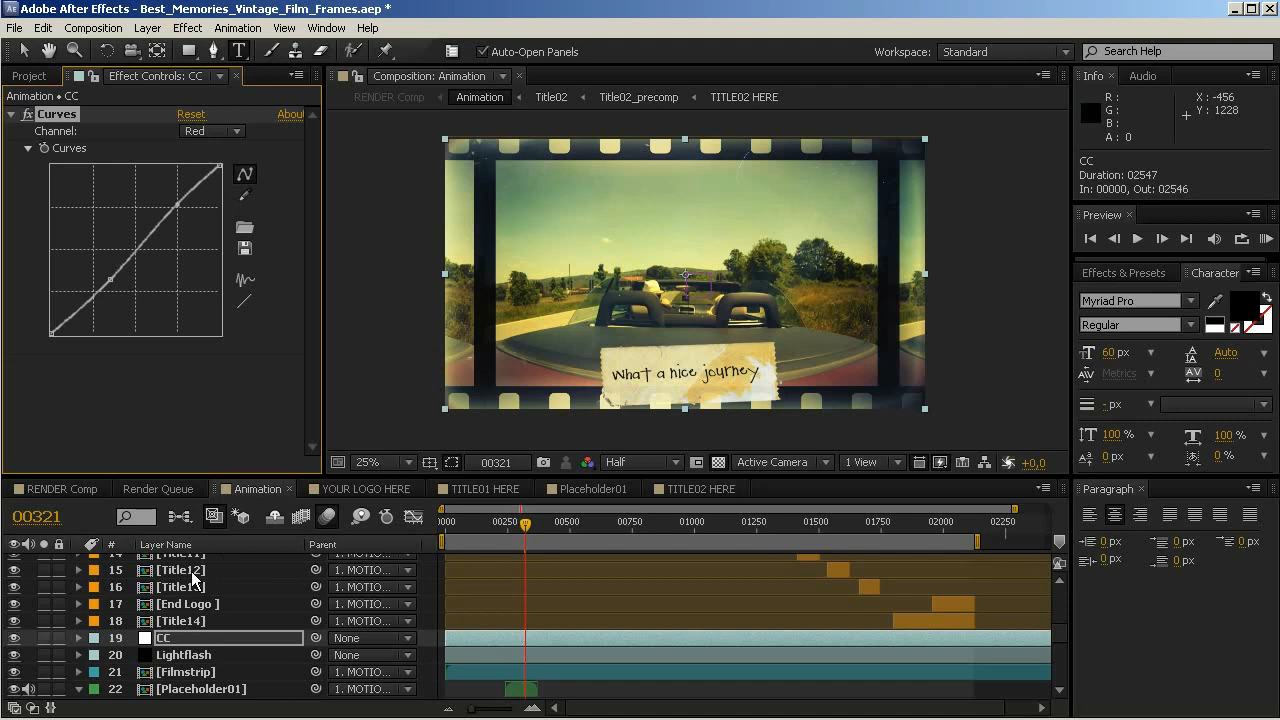 Adobe After Effects - Best_Memories_Vintage_Film_Frames.aep *
File Edit Composition Layer Effect Animation View Window Help
Auto-Open Panels
Workspace: Standard
Search Help
Project
Effect Controls: CC
Composition: Animation
Info
Audio
Animation • CC
RENDER Comp
Animation
Title02
Title02_precomp
TITLE02 HERE
fx Curves Reset Abou
Channel: Red
Curves
R :
G :
B :
A : 0
X : -456
Y : 1228
CC
Duration: 02547
In: 00000, Out: 02546
Preview
Effects & Presets
Character
Myriad Pro
Regular
60 px
Auto
Metrics
0
- px
100 %
100 %
0 px
0 %
What a nice journey
25%
00321
Half
Active Camera
1 View
+0,0
RENDER Comp
Render Queue
Animation
YOUR LOGO HERE
TITLE01 HERE
Placeholder01
TITLE02 HERE
Paragraph
00321
0000 00250 00500 00750 01000 01250 01500 01750 02000 02250
# Layer Name Parent
15 [Title12] 1. MOTIO...
16 1. MOTIO...
17 [End Logo ] 1. MOTIO...
18 [Title14] 1. MOTIO...
19 CC None
20 Lightflash None
21 [Filmstrip] 1. MOTIO...
22 [Placeholder01] 1. MOTIO...
0 px
0 px
0 px
0 px
0 px